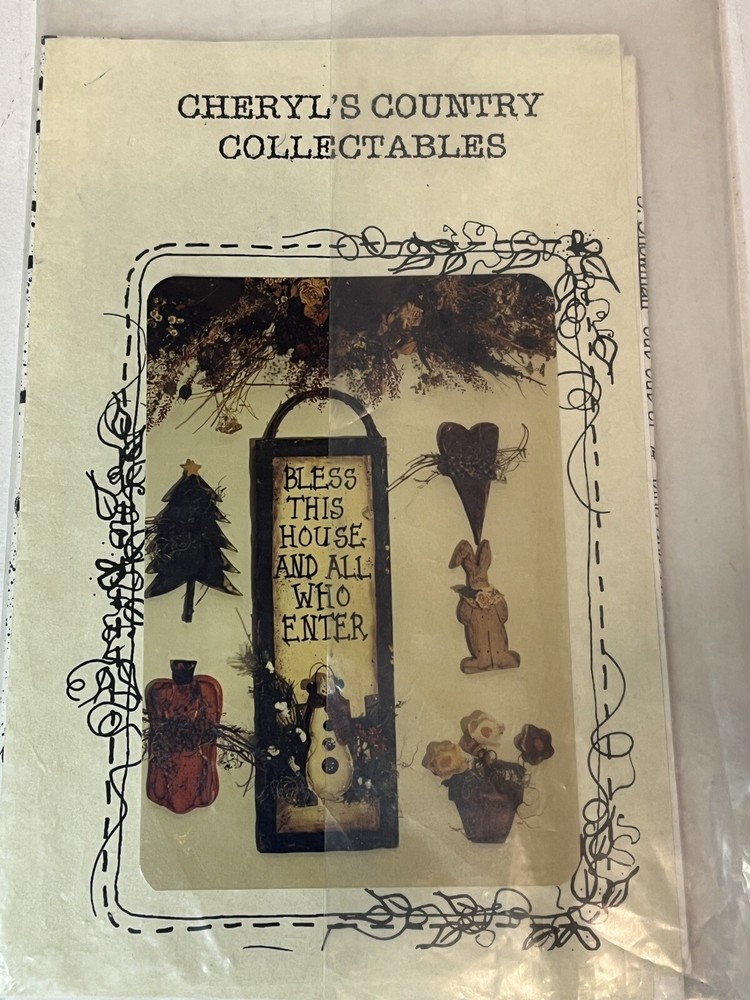 CHERYL'S COUNTRY
COLLECTABLES
BLESS
THIS
HOUSE
AND ALL
WHO
ENTER